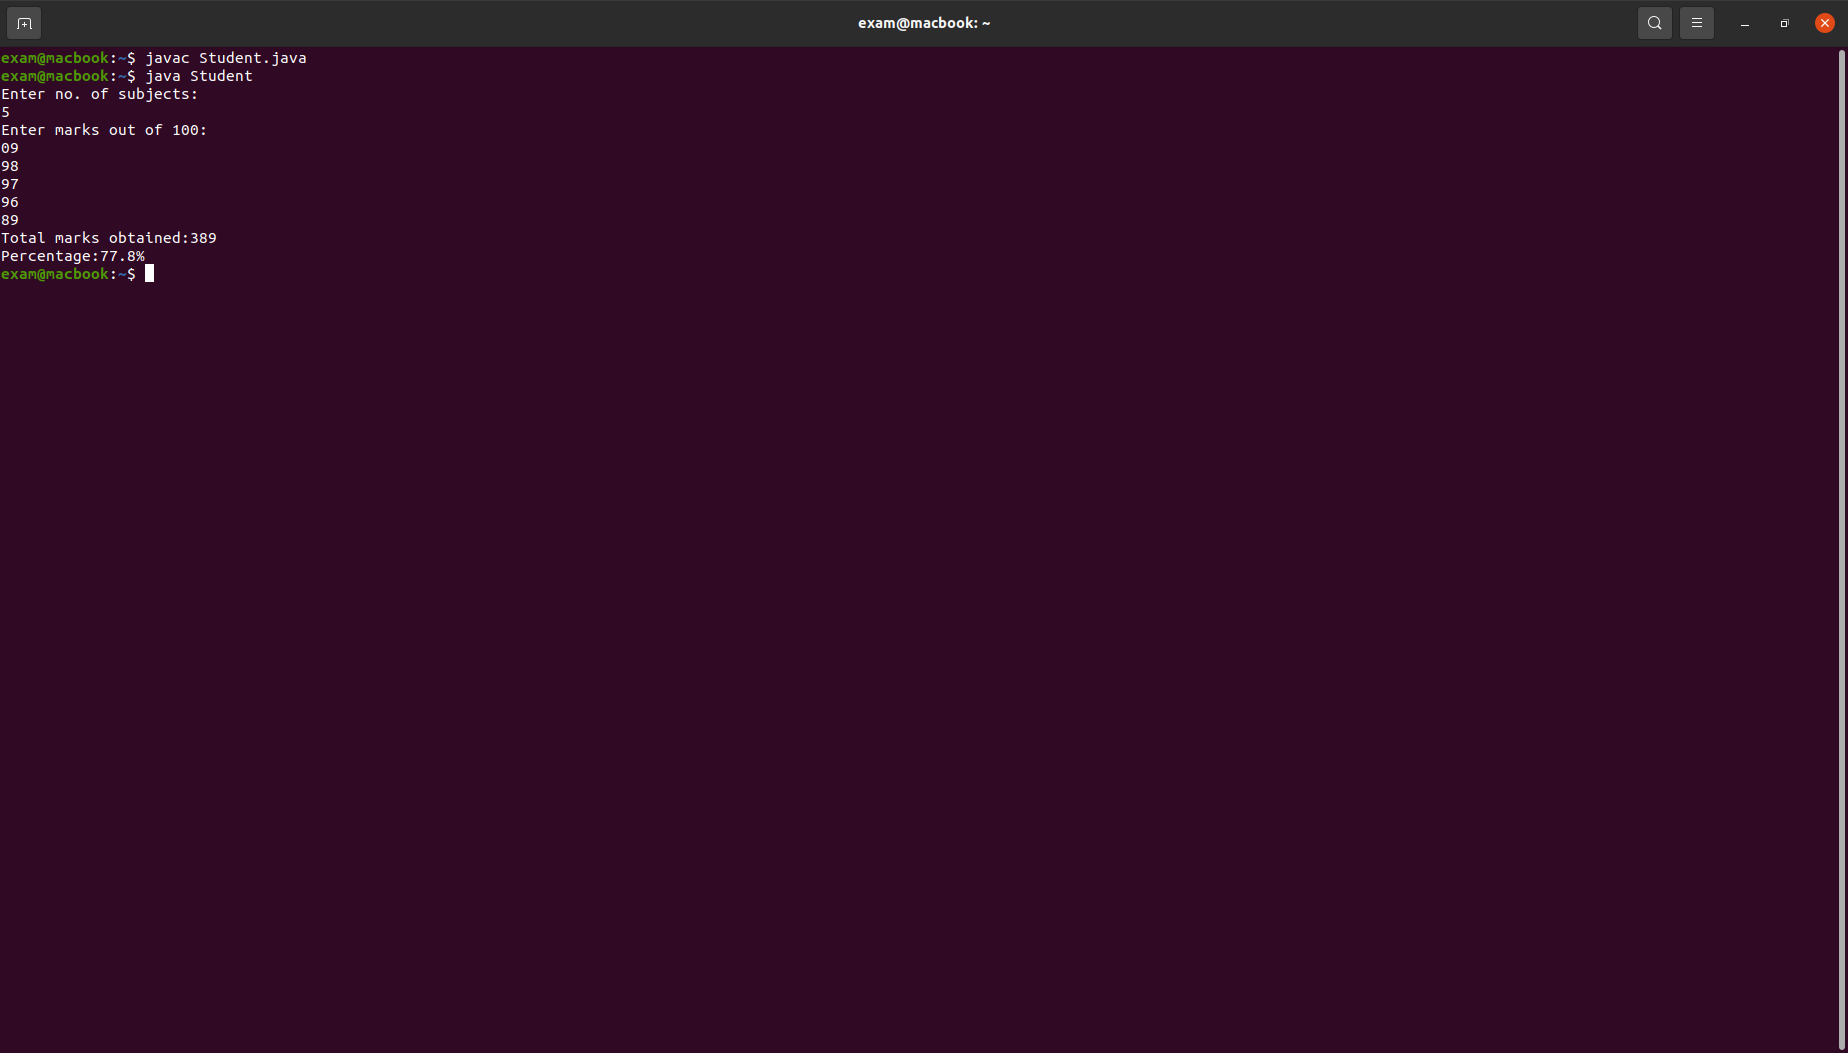 exam@macbook: ~
exam@macbook:~$ javac Student.java
exam@macbook:~$ java Student
Enter no. of subjects:
5
Enter marks out of 100:
09
98
97
96
89
Total marks obtained:389
Percentage:77.8%
exam@macbook:~$